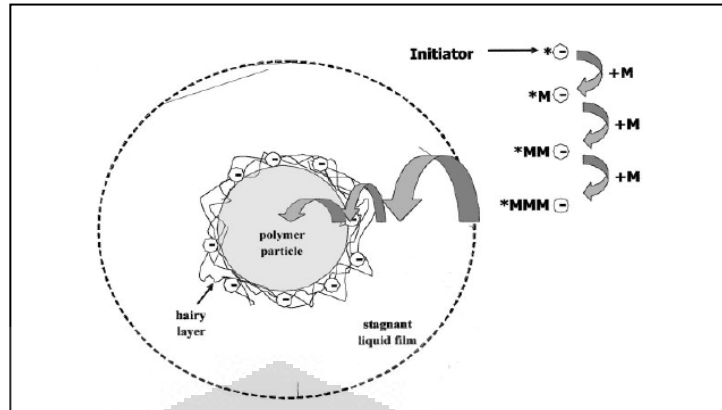 Initiator *⊖
+M
*M⊖
+M
*MM⊖
+M
*MMM⊖
polymer
particle
hairy
layer
stagnant
liquid film